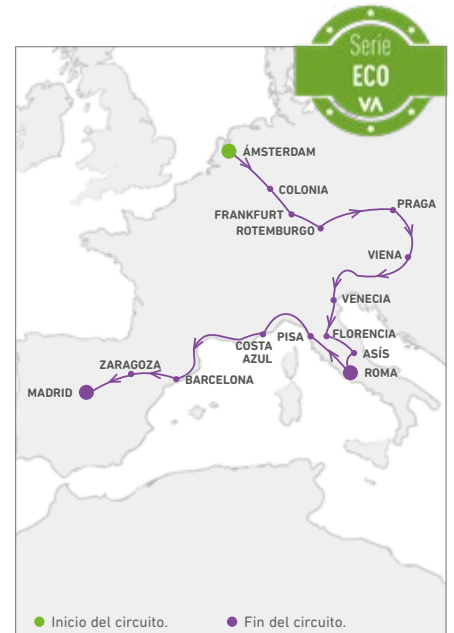 Serie
ECO
VA
ÁMSTERDAM
COLONIA
FRANKFURT
ROTEMBURGO
PRAGA
VIENA
VENECIA
FLORENCIA
PISA
ASÍS
ROMA
COSTA
AZUL
BARCELONA
ZARAGOZA
MADRID
Inicio del circuito.
Fin del circuito.